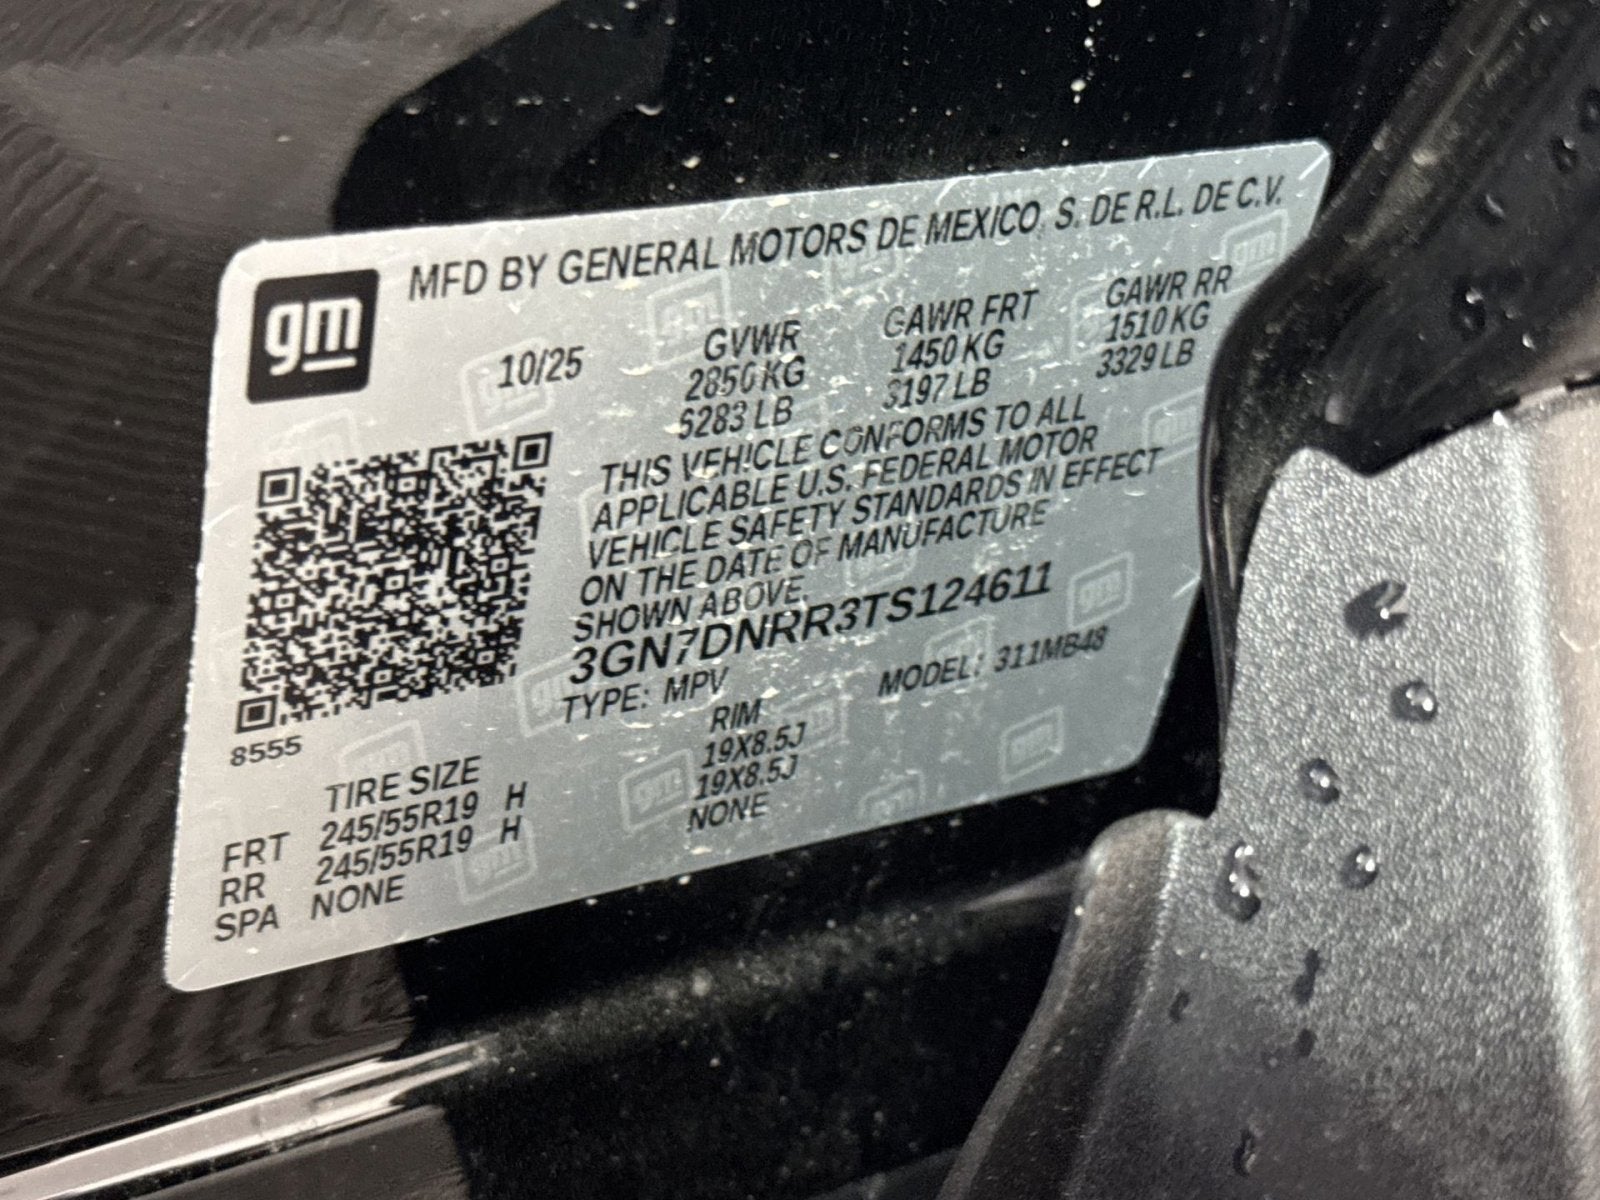 gm
MFD BY GENERAL MOTORS DE MEXICO, S. DE R.L. DE C.V.
10/25
GVWR GAWR FRT GAWR RR
2850 KG 1450 KG 1510 KG
6283 LB 3197 LB 3329 LB
THIS VEHICLE CONFORMS TO ALL
APPLICABLE U.S. FEDERAL MOTOR
VEHICLE SAFETY STANDARDS IN EFFECT
ON THE DATE OF MANUFACTURE
SHOWN ABOVE.
3GN7DNRR3TS124611
TYPE: MPV MODEL: 311MB48
8555
TIRE SIZE RIM
FRT 245/55R19 H 19X8.5J
RR 245/55R19 H 19X8.5J
SPA NONE NONE